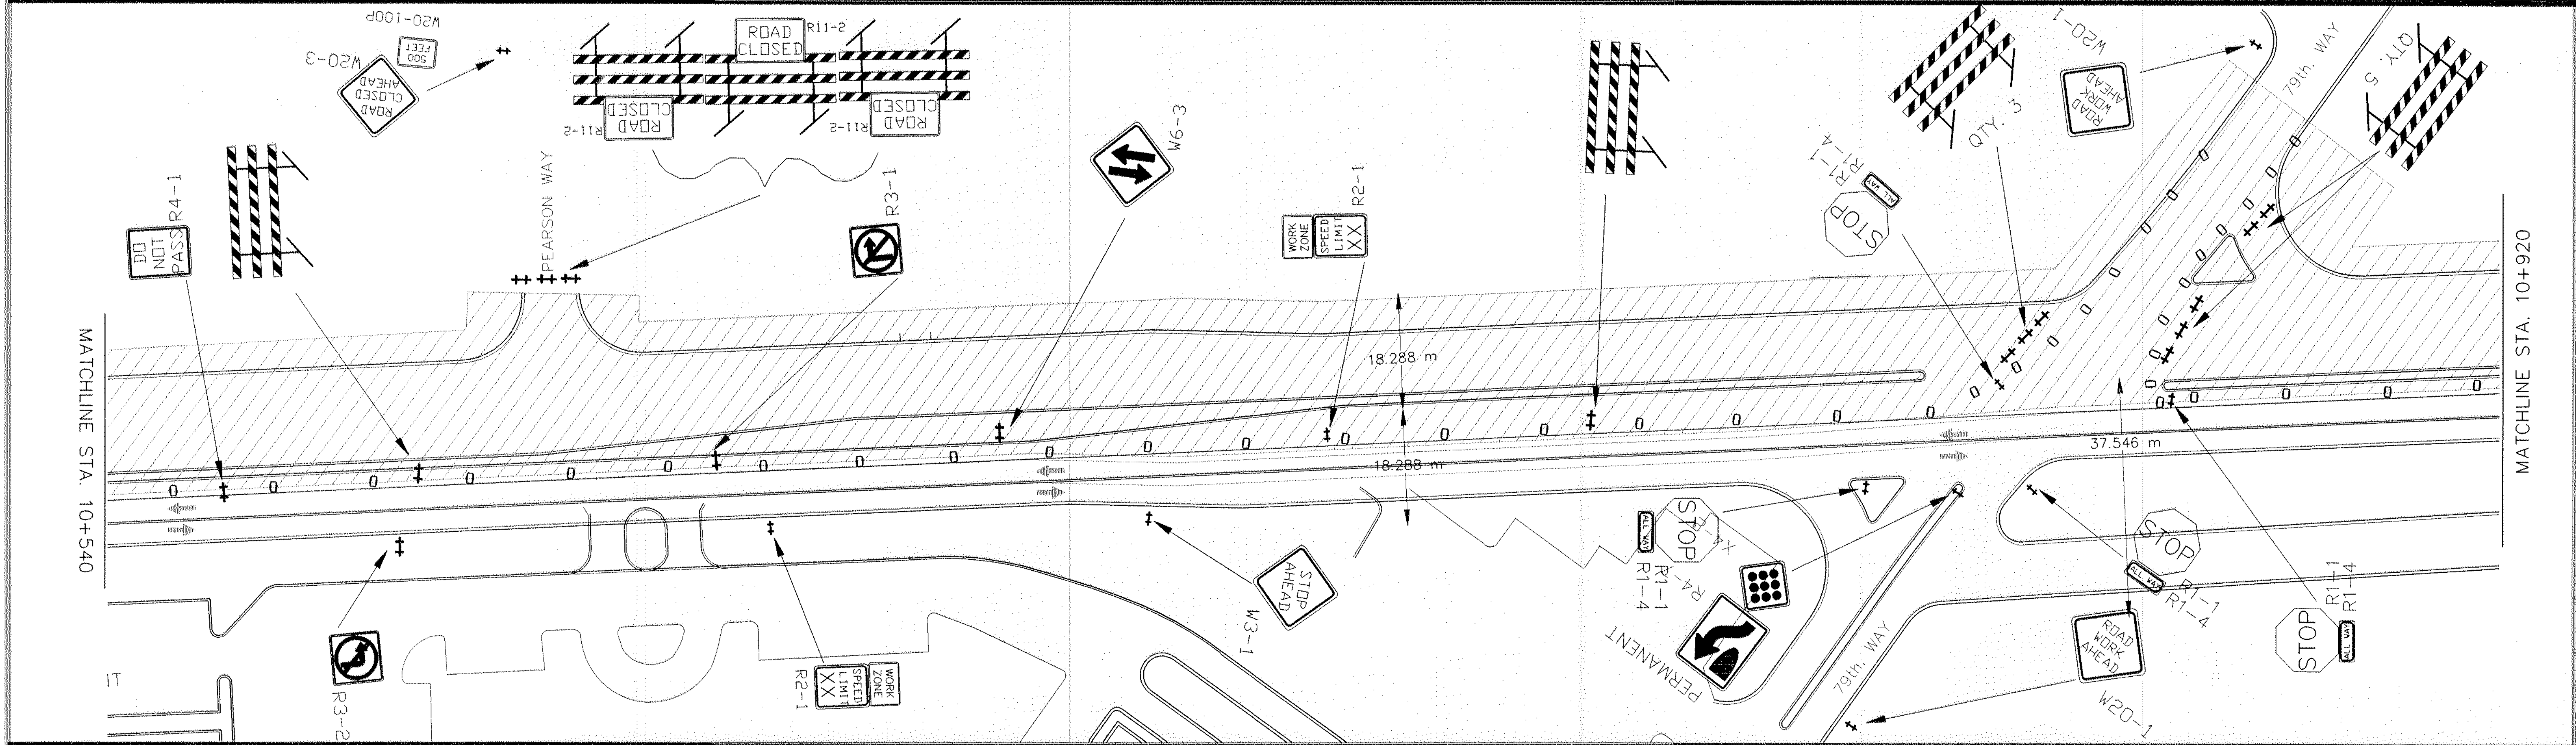 W20-100P
500
FEET
W20-3
ROAD
CLOSED
AHEAD
ROAD
CLOSED
R11-2
ROAD
CLOSED
R11-2
ROAD
CLOSED
R11-2
DO
NOT
PASS
R4-1
PEARSON WAY
R3-1
W6-3
WORK
ZONE
SPEED
LIMIT
XX
R2-1
R1-1
R1-4
ALL WAY
STOP
QTY. 3
W20-1
ROAD
WORK
AHEAD
79th. WAY
QTY. 5
MATCHLINE STA. 10+540
18.288 m
18.288 m
37.546 m
MATCHLINE STA. 10+920
R3-2
R2-1
SPEED
LIMIT
XX
WORK
ZONE
STOP
AHEAD
W3-1
ALL WAY
STOP
R1-1
R1-4
R4-
X4-
PERMANENT
79th. WAY
STOP
ALL WAY
R1-1
R1-4
ROAD
WORK
AHEAD
W20-1
STOP
ALL WAY
R1-1
R1-4
IT